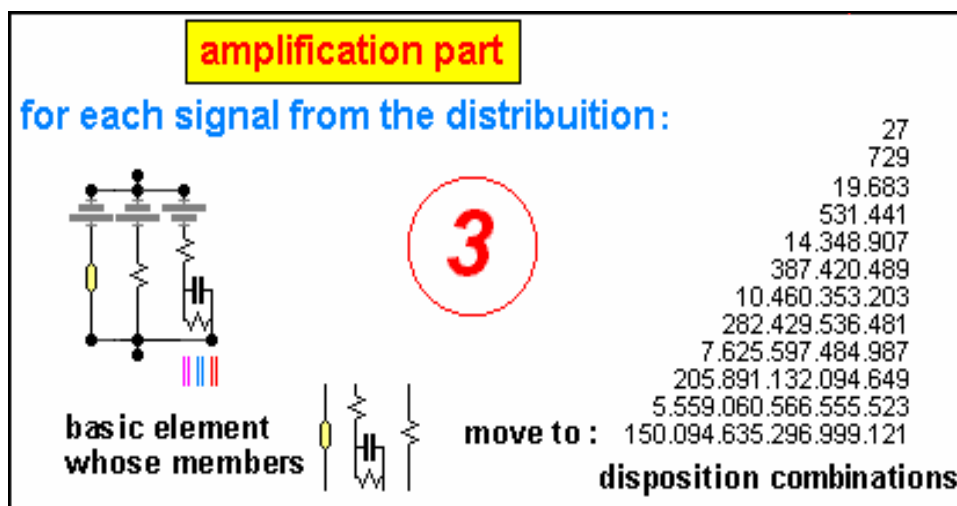 amplification part
for each signal from the distribuition:
27
729
19.683
531.441
14.348.907
387.420.489
10.460.353.203
282.429.536.481
7.625.597.484.987
205.891.132.094.649
5.559.060.566.555.523
150.094.635.296.999.121
3
basic element
whose members
move to :
disposition combinations